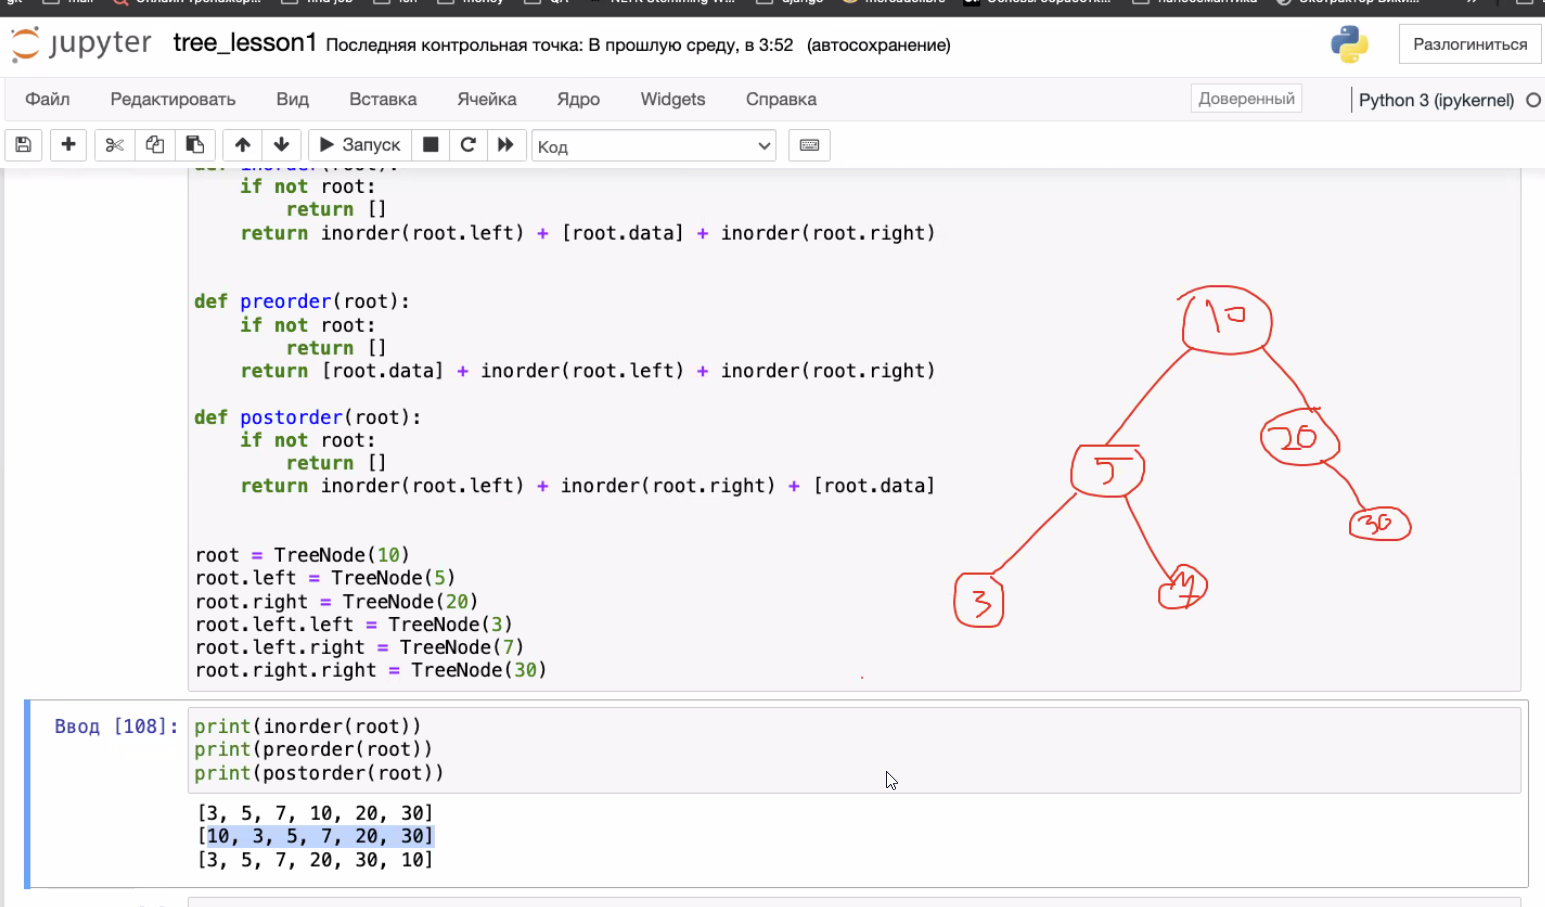 jupyter tree_lesson1 Последняя контрольная точка: В прошлую среду, в 3:52 (автосохранение)
Разлогиниться
Файл Редактировать Вид Вставка Ячейка Ядро Widgets Справка
Доверенный
Python 3 (ipykernel)
Запуск
Код
def inorder(root):
    if not root:
        return []
    return inorder(root.left) + [root.data] + inorder(root.right)
def preorder(root):
    if not root:
        return []
    return [root.data] + inorder(root.left) + inorder(root.right)
def postorder(root):
    if not root:
        return []
    return inorder(root.left) + inorder(root.right) + [root.data]
root = TreeNode(10)
root.left = TreeNode(5)
root.right = TreeNode(20)
root.left.left = TreeNode(3)
root.left.right = TreeNode(7)
root.right.right = TreeNode(30)
10
20
5
30
3
7
Ввод [108]:
print(inorder(root))
print(preorder(root))
print(postorder(root))
[3, 5, 7, 10, 20, 30]
[10, 3, 5, 7, 20, 30]
[3, 5, 7, 20, 30, 10]